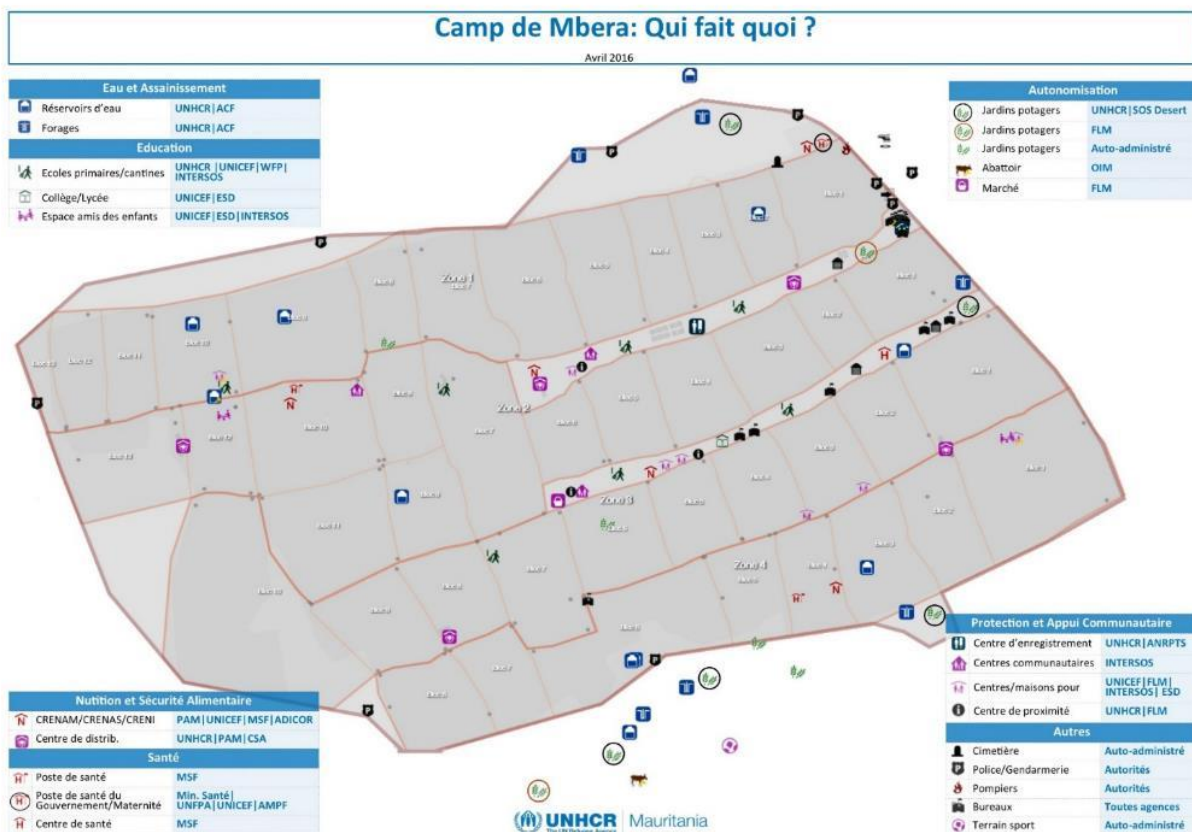 Camp de Mbera: Qui fait quoi ?
Avril 2016
Eau et Assainissement
Réservoirs d'eau UNHCR|ACF
Forages UNHCR|ACF
Education
Ecoles primaires/cantines UNHCR |UNICEF|WFP|
INTERSOS
Collège/Lycée UNICEF|ESD
Espace amis des enfants UNICEF|ESD|INTERSOS
Autonomisation
Jardins potagers UNHCR|SOS Desert
Jardins potagers FLM
Jardins potagers Auto-administré
Abattoir OIM
Marché FLM
Zone 1
Zone 2
Zone 3
Zone 4
Nutition et Sécurité Alimentaire
CRENAM/CRENAS/CRENI PAM|UNICEF|MSF|ADICOR
Centre de distrib. UNHCR|PAM|CSA
Santé
Poste de santé MSF
Poste de santé du
Gouvernement/Maternité
Min. Santé|
UNFPA|UNICEF|AMPF
Centre de santé MSF
Protection et Appui Communautaire
Centre d'enregistrement UNHCR|ANRPTS
Centres communautaires INTERSOS
Centres/maisons pour
UNICEF|FLM|
INTERSOS| ESD
Centre de proximité UNHCR|FLM
Autres
Cimetière Auto-administré
Police/Gendarmerie Autorités
Pompiers Autorités
Bureaux Toutes agences
Terrain sport Auto-administré
UNHCR Mauritania
The UN Refugee Agency